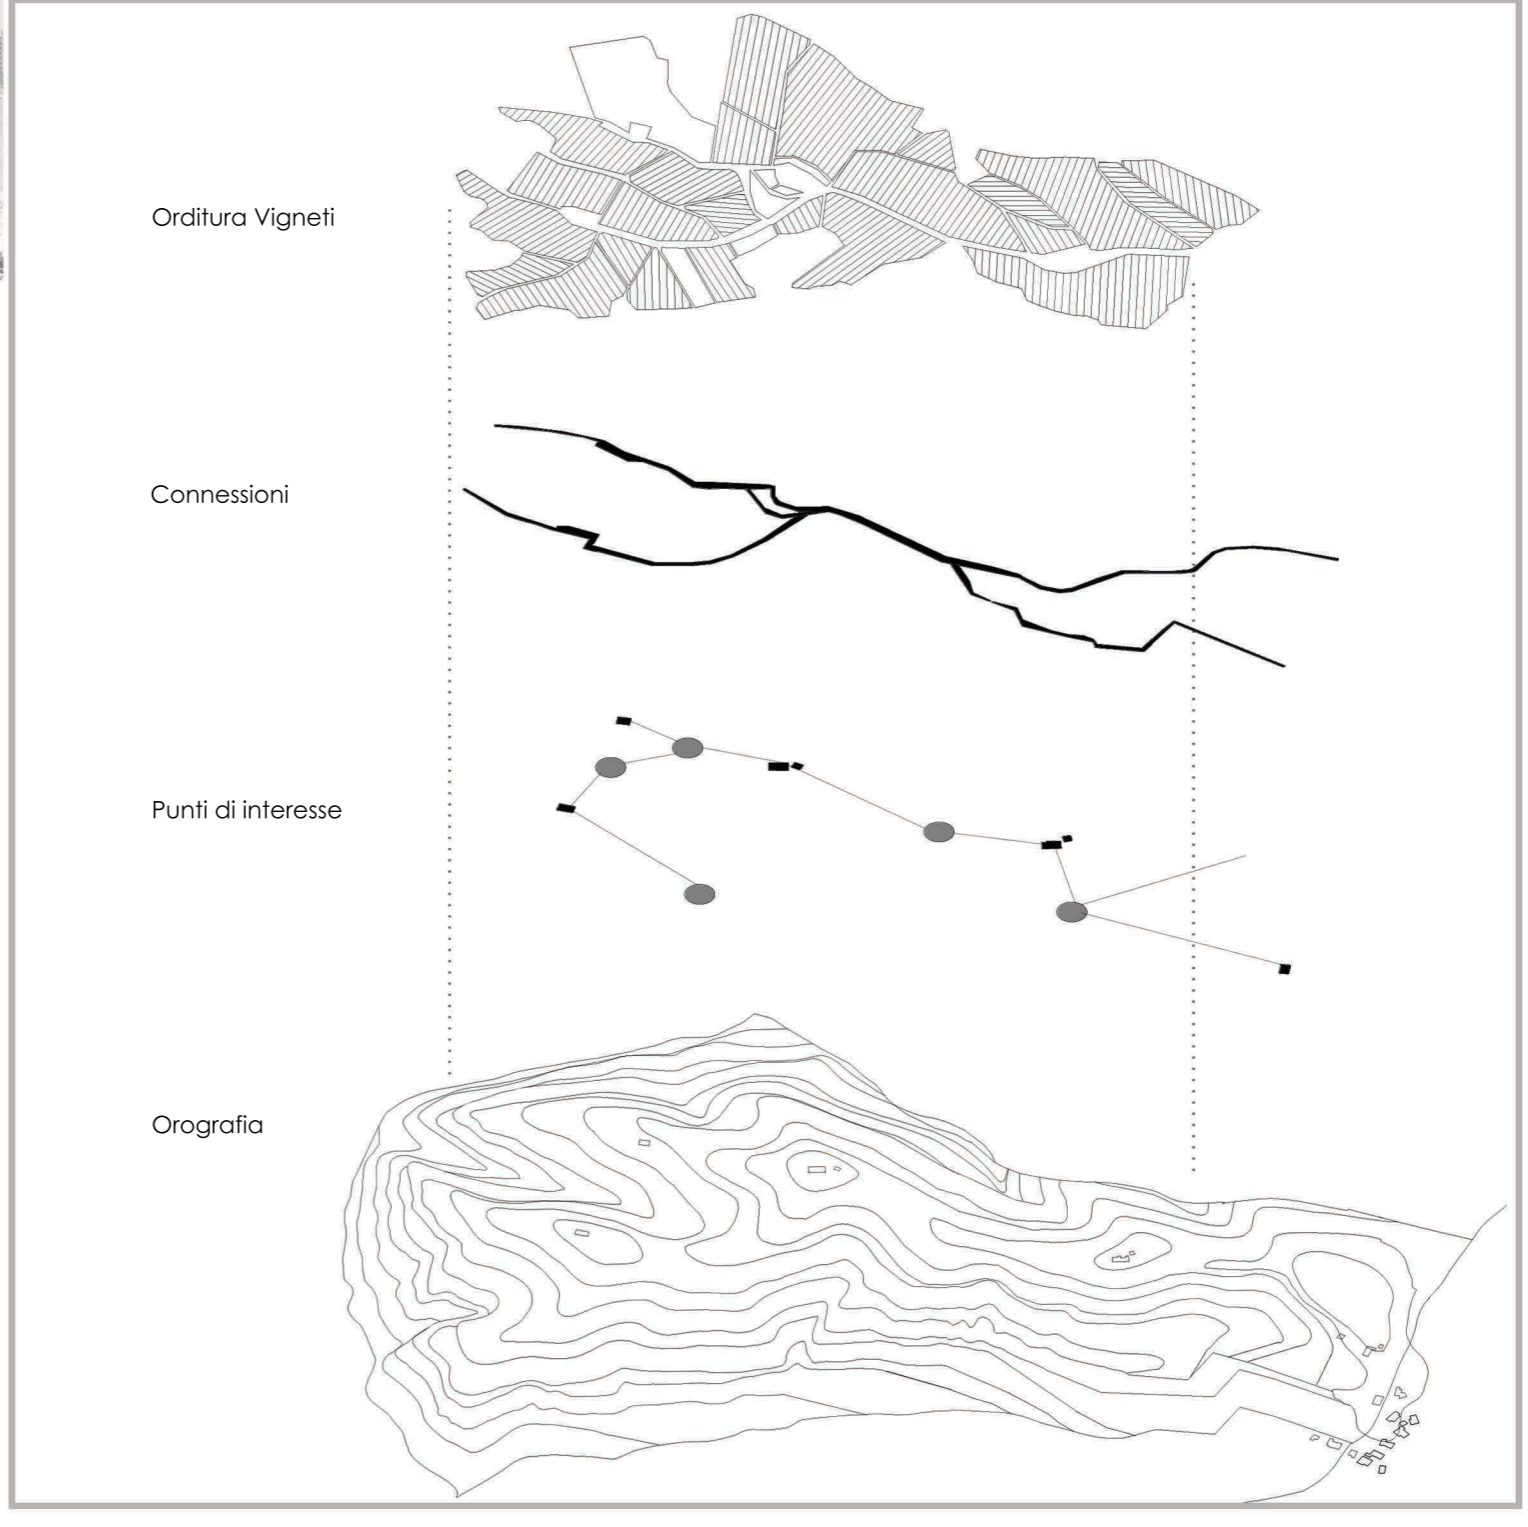 Orditura Vigneti
Connessioni
Punti di interesse
Orografia